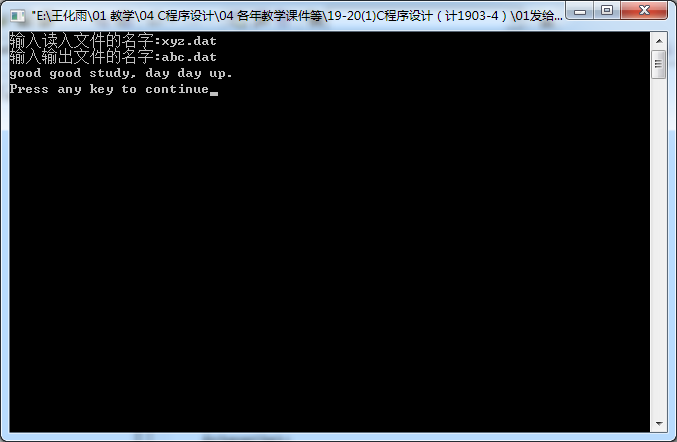 "E:\王化雨\01 教学\04 C程序设计\04 各年教学课件等\19-20(1)C程序设计（计1903-4）\01发给...
输入读入文件的名字:xyz.dat
输入输出文件的名字:abc.dat
good good study, day day up.
Press any key to continue